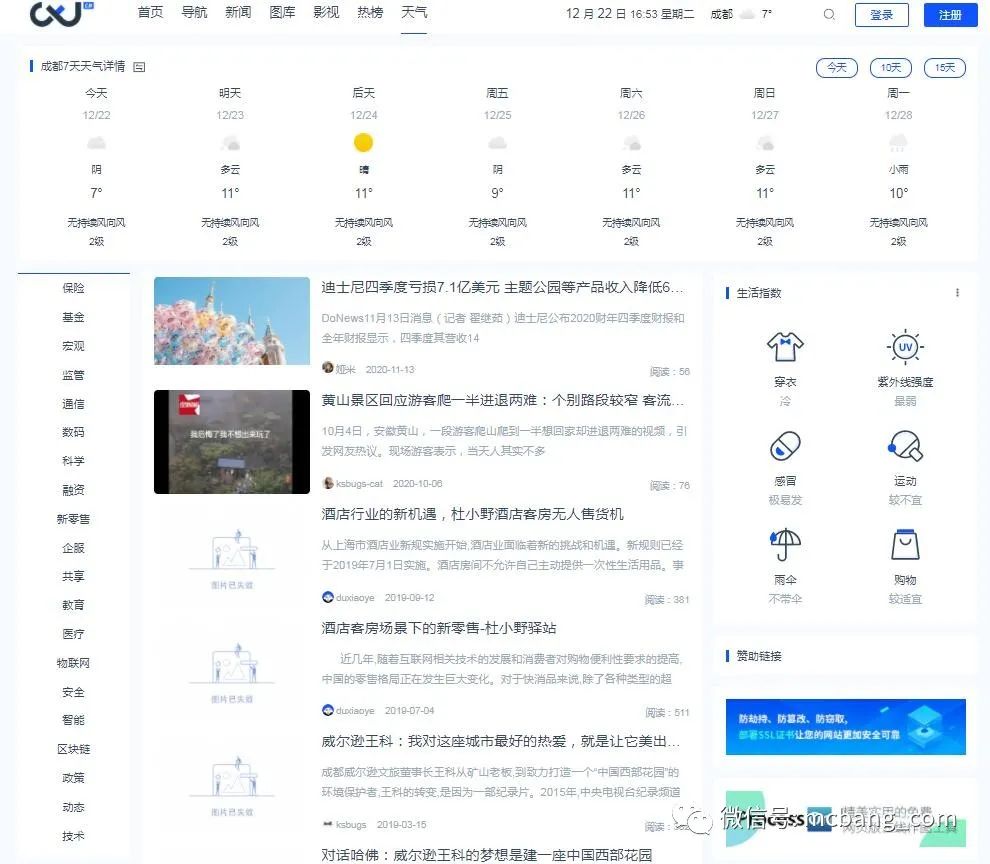 首页 导航 新闻 图库 影视 热榜 天气 12 月 22 日 16:53 星期二 成都 7° 登录 注册
成都7天天气详情 今天 10天 15天
今天 明天 后天 周五 周六 周日 周一
12/22 12/23 12/24 12/25 12/26 12/27 12/28
阴 多云 晴 阴 多云 多云 小雨
7° 11° 11° 9° 11° 11° 10°
无持续风向风 无持续风向风 无持续风向风 无持续风向风 无持续风向风 无持续风向风 无持续风向风
2级 2级 2级 2级 2级 2级 2级
保险
基金
宏观
监管
通信
数码
科学
融资
新零售
企服
共享
教育
医疗
物联网
安全
智能
区块链
政策
动态
技术
迪士尼四季度亏损7.1亿美元 主题公园等产品收入降低6...
DoNews11月13日消息（记者 翟继茹）迪士尼公布2020财年四季度财报和
全年财报显示，四季度其营收14
娅米 2020-11-13 阅读：56
我后悔了我不想出来玩了
黄山景区回应游客爬一半进退两难：个别路段较窄 客流...
10月4日，安徽黄山，一段游客爬山爬到一半想回家却进退两难的视频，引
发网友热议。现场游客表示，当天人其实不多
ksbugs-cat 2020-10-06 阅读：76
图片已失效
酒店行业的新机遇，杜小野酒店客房无人售货机
从上海市酒店业新规实施开始,酒店业面临着新的挑战和机遇。新规则已经
于2019年7月1日实施。酒店房间不允许自己主动提供一次性生活用品。事
duxiaoye 2019-09-12 阅读：381
图片已失效
酒店客房场景下的新零售-杜小野驿站
近几年,随着互联网相关技术的发展和消费者对购物便利性要求的提高,
中国的零售格局正在发生巨大变化。对于快消品来说,除了各种类型的超
duxiaoye 2019-07-04 阅读：511
图片已失效
威尔逊王科：我对这座城市最好的热爱，就是让它美出...
成都威尔逊文旅董事长王科从矿山老板,到致力打造一个“中国西部花园”的
环境保护者,王科的转变,是因为一部纪录片。2015年,中央电视台纪录频道
ksbugs 2019-03-15 阅读：
对话哈佛：威尔逊王科的梦想是建一座中国西部花园
生活指数
穿衣 紫外线强度
冷 最弱
感冒 运动
极易发 较不宜
雨伞 购物
不带伞 较适宜
UV
赞助链接
防劫持、防篡改、防窃取,
部署SSL证书让您的网站更加安全可靠
Process
精美实用的免费
网页版在线作图工具
微信号: mcbang_com